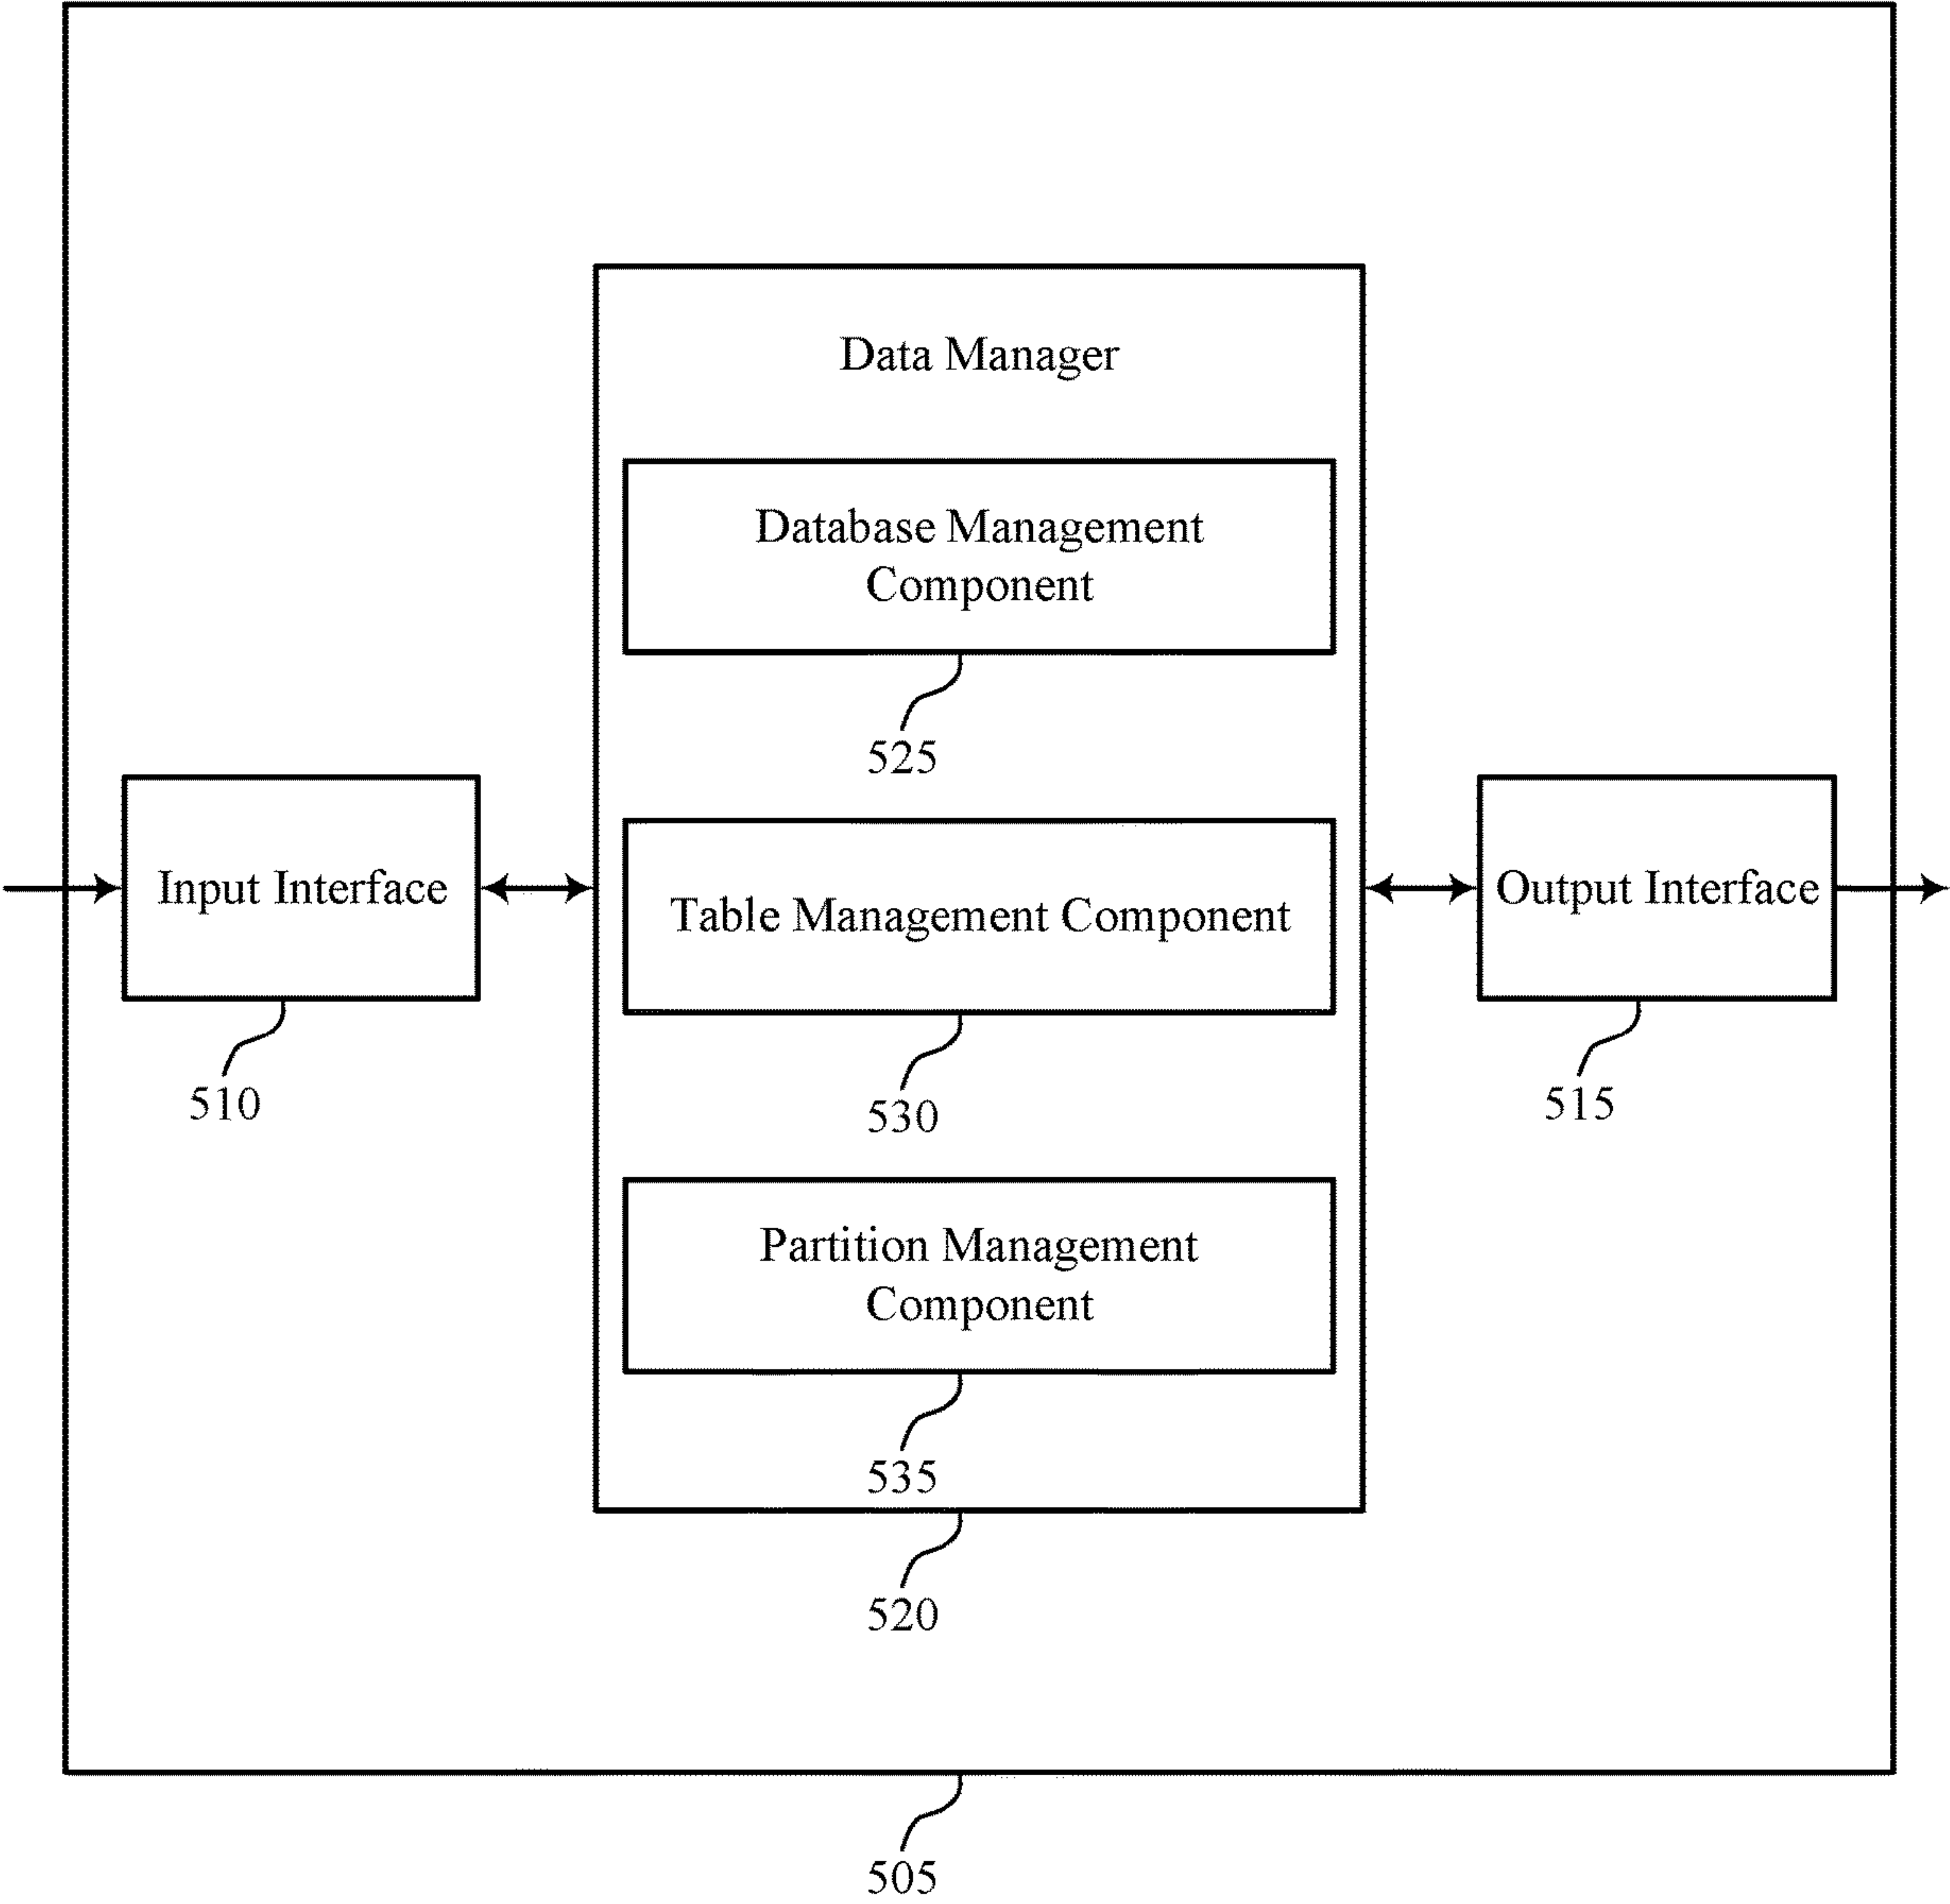 Data Manager
Database Management
Component
525
Input Interface
510
Table Management Component
530
Output Interface
515
Partition Management
Component
535
520
505